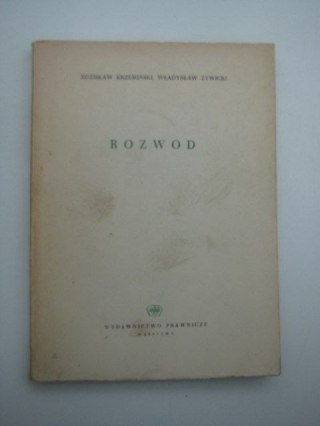 ZDZISŁAW KRZEMIŃSKI, WŁADYSŁAW ŻYWICKI
ROZWÓD
WYDAWNICTWO PRAWNICZE
WARSZAWA